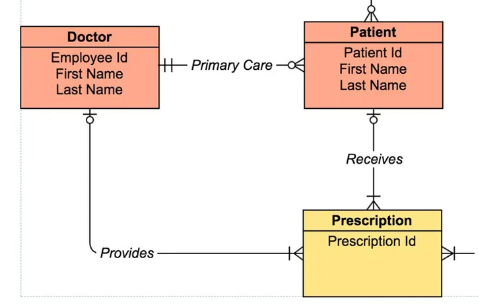 Doctor
Employee Id
First Name
Last Name
Primary Care
Patient
Patient Id
First Name
Last Name
Receives
Provides
Prescription
Prescription Id